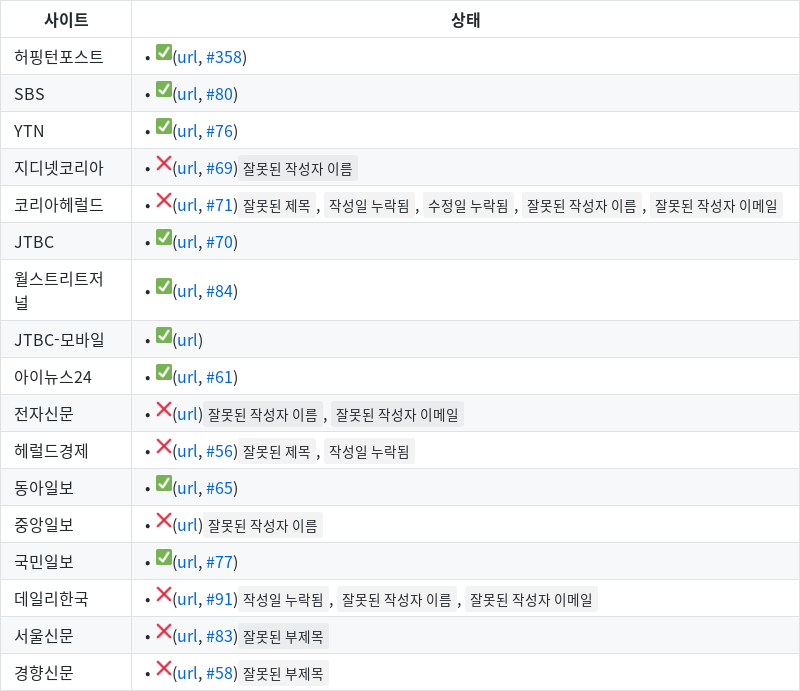 사이트 상태
허핑턴포스트 • ✅(url, #358)
SBS • ✅(url, #80)
YTN • ✅(url, #76)
지디넷코리아 • ❌(url, #69) 잘못된 작성자 이름
코리아헤럴드 • ❌(url, #71) 잘못된 제목 , 작성일 누락됨 , 수정일 누락됨 , 잘못된 작성자 이름 , 잘못된 작성자 이메일
JTBC • ✅(url, #70)
월스트리트저
널 • ✅(url, #84)
JTBC-모바일 • ✅(url)
아이뉴스24 • ✅(url, #61)
전자신문 • ❌(url) 잘못된 작성자 이름 , 잘못된 작성자 이메일
헤럴드경제 • ❌(url, #56) 잘못된 제목 , 작성일 누락됨
동아일보 • ✅(url, #65)
중앙일보 • ❌(url) 잘못된 작성자 이름
국민일보 • ✅(url, #77)
데일리한국 • ❌(url, #91) 작성일 누락됨 , 잘못된 작성자 이름 , 잘못된 작성자 이메일
서울신문 • ❌(url, #83) 잘못된 부제목
경향신문 • ❌(url, #58) 잘못된 부제목